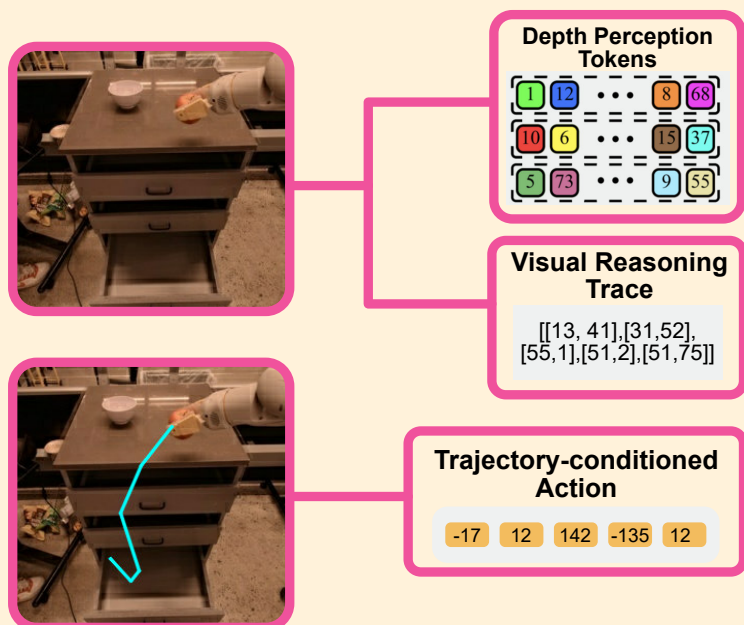 Depth Perception
Tokens
1 12 ••• 8 68
10 6 ••• 15 37
5 73 ••• 9 55
Visual Reasoning
Trace
[[13, 41],[31,52],
[55,1],[51,2],[51,75]]
Trajectory-conditioned
Action
-17 12 142 -135 12